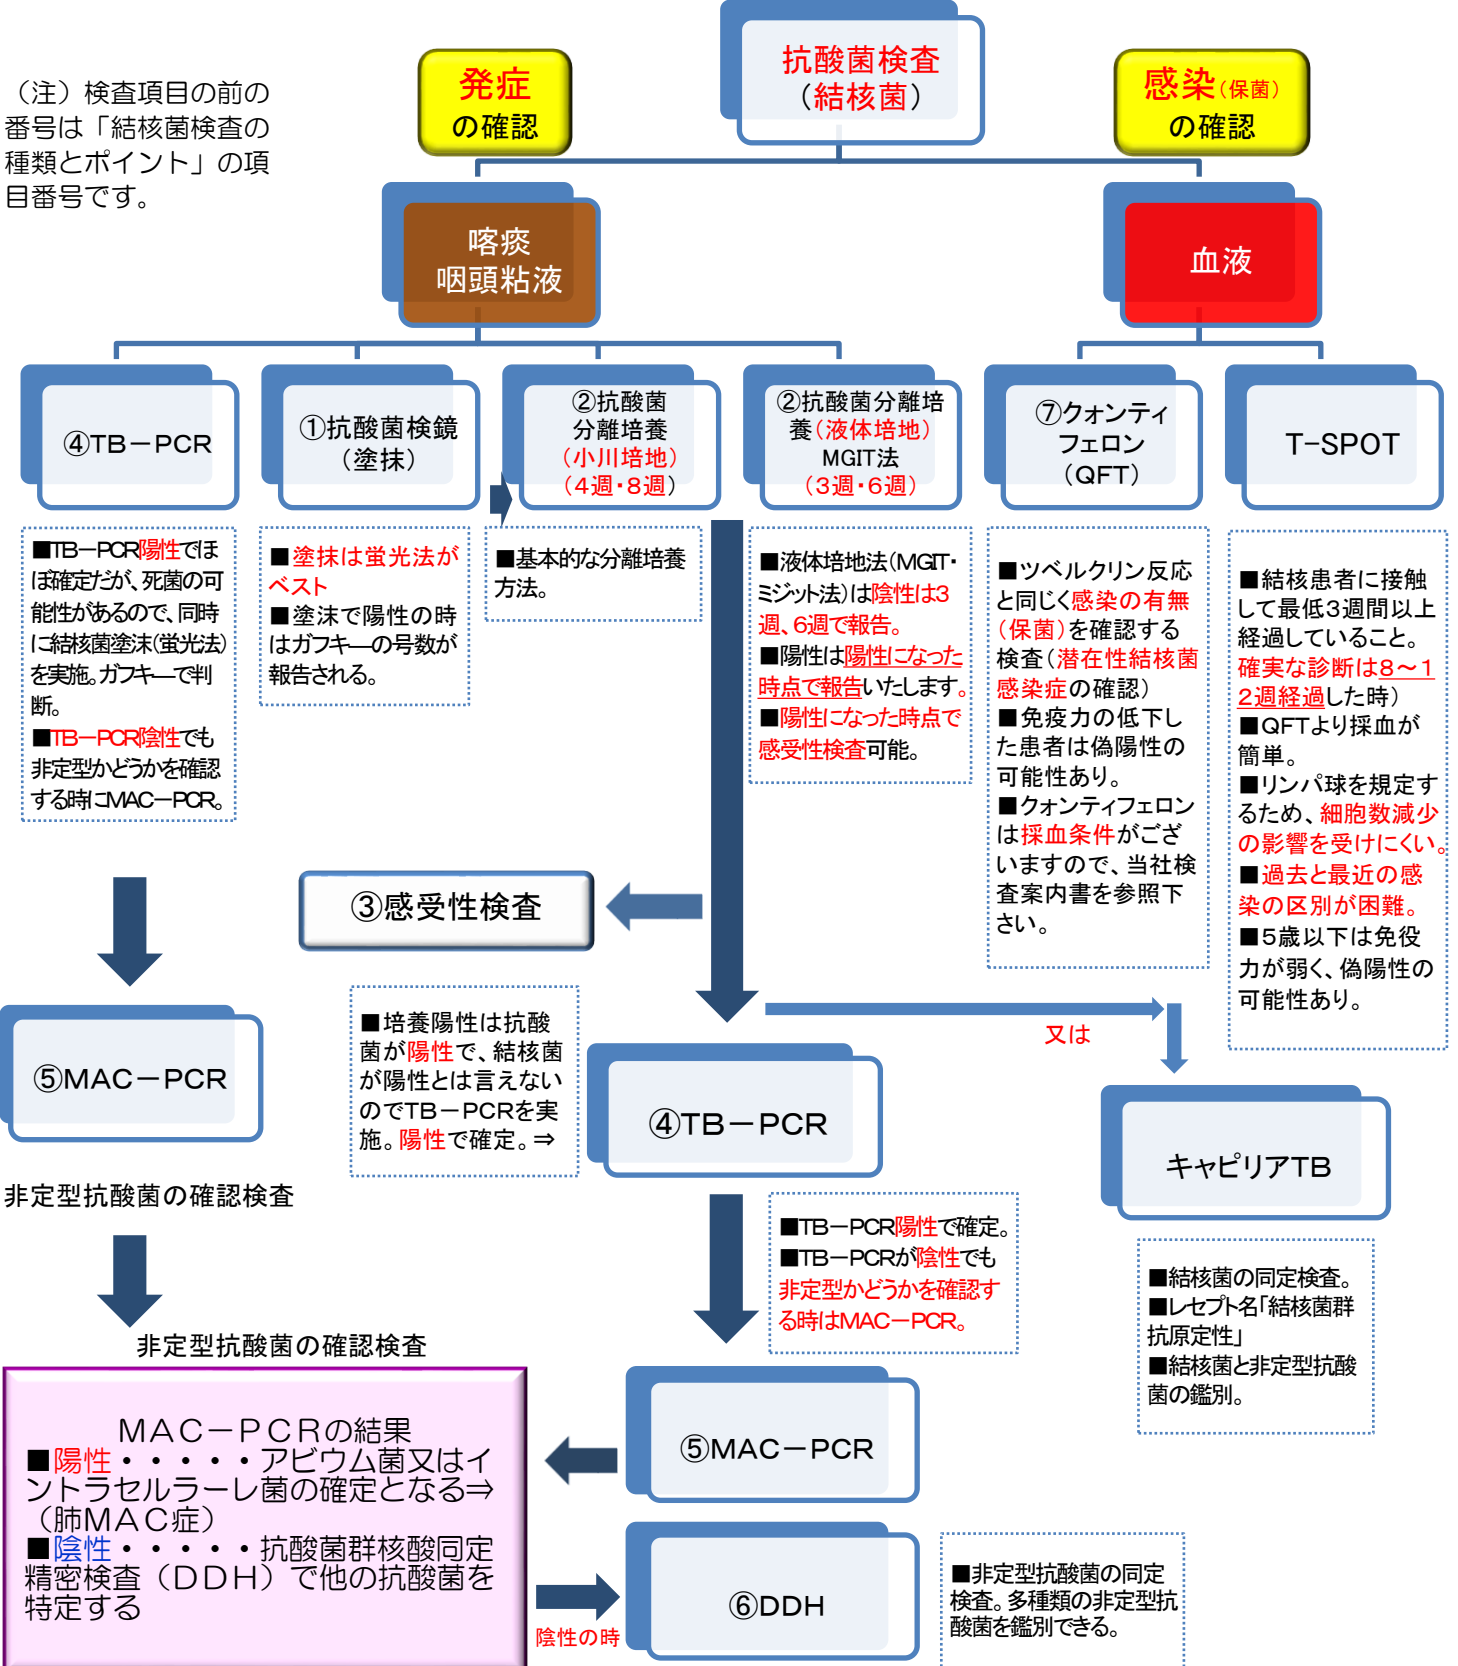 抗酸菌検査
（結核菌）
発症
の確認
感染（保菌）
の確認
（注）検査項目の前の
番号は「結核菌検査の
種類とポイント」の項
目番号です。
喀痰
咽頭粘液
血液
④TB－PCR
①抗酸菌検鏡
（塗抹）
②抗酸菌
分離培養
（小川培地）
（4週・8週）
②抗酸菌分離培
養（液体培地）
MGIT法
（3週・6週）
⑦クォンティ
フェロン
（QFT）
T-SPOT
■TB－PCR陽性でほ
ぼ確定だが、死菌の可
能性があるので、同時
に結核菌塗沫（蛍光法）
を実施。ガフキーで判
断。
■TB－PCR陰性でも
非定型かどうかを確認
する時にMAC－PCR。
■塗抹は蛍光法が
ベスト
■塗沫で陽性の時
はガフキーの号数が
報告される。
■基本的な分離培養
方法。
■液体培地法（MGIT・
ミジット法）は陰性は3
週、6週で報告。
■陽性は陽性になった
時点で報告いたします。
■陽性になった時点で
感受性検査可能。
■ツベルクリン反応
と同じく感染の有無
（保菌）を確認する
検査（潜在性結核菌
感染症の確認）
■免疫力の低下し
た患者は偽陽性の
可能性あり。
■クォンティフェロン
は採血条件がござ
いますので、当社検
査案内書を参照下
さい。
■結核患者に接触
して最低3週間以上
経過していること。
確実な診断は8～1
2週経過した時）
■QFTより採血が
簡単。
■リンパ球を規定す
るため、細胞数減少
の影響を受けにくい。
■過去と最近の感
染の区別が困難。
■5歳以下は免役
力が弱く、偽陽性の
可能性あり。
③感受性検査
■培養陽性は抗酸
菌が陽性で、結核菌
が陽性とは言えない
のでTB－PCRを実
施。陽性で確定。⇒
又は
⑤MAC－PCR
④TB－PCR
キャピリアTB
非定型抗酸菌の確認検査
■TB－PCR陽性で確定。
■TB－PCRが陰性でも
非定型かどうかを確認す
る時はMAC－PCR。
■結核菌の同定検査。
■レセプト名「結核菌群
抗原定性」
■結核菌と非定型抗酸
菌の鑑別。
非定型抗酸菌の確認検査
MAC－PCRの結果
■陽性・・・・・アビウム菌又はイ
ントラセルラーレ菌の確定となる⇒
（肺MAC症）
■陰性・・・・・抗酸菌群核酸同定
精密検査（DDH）で他の抗酸菌を
特定する
⑤MAC－PCR
陰性の時
⑥DDH
■非定型抗酸菌の同定
検査。多種類の非定型抗
酸菌を鑑別できる。